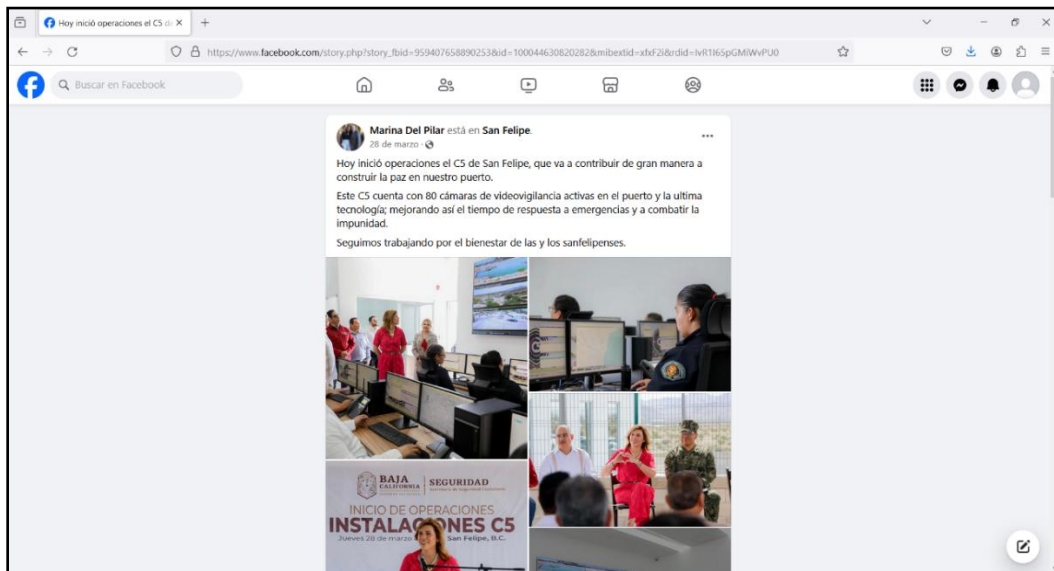 Hoy inició operaciones el C5 de
https://www.facebook.com/story.php?story_fbid=959407658890253&id=100044630820282&mibextid=xfxF2i&rdid=IvR1I65pGMiWvPU0
Buscar en Facebook
Marina Del Pilar está en San Felipe.
28 de marzo ·
Hoy inició operaciones el C5 de San Felipe, que va a contribuir de gran manera a
construir la paz en nuestro puerto.
Este C5 cuenta con 80 cámaras de videovigilancia activas en el puerto y la ultima
tecnología; mejorando así el tiempo de respuesta a emergencias y a combatir la
impunidad.
Seguimos trabajando por el bienestar de las y los sanfelipenses.
BAJA
CALIFORNIA
SEGURIDAD
INICIO DE OPERACIONES
INSTALACIONES C5
Jueves 28 de marzo
San Felipe, B.C.